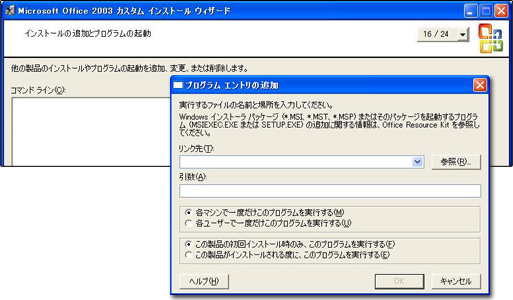 Microsoft Office 2003 カスタム インストール ウィザード
インストールの追加とプログラムの起動
16 / 24
他の製品のインストールやプログラムの起動を追加、変更、または削除します。
コマンド ライン(C):
プログラム エントリの追加
実行するファイルの名前と場所を入力してください。
Windows インストーラ パッケージ (*.MSI、*.MST、*.MSP) またはそのパッケージを起動するプログラ
ム (MSIEXEC.EXE または SETUP.EXE) の追加に関する情報は、Office Resource Kit を参照し
てください。
リンク先(T):
参照(R)...
引数(A):
各マシンで一度だけこのプログラムを実行する(M)
各ユーザーで一度だけこのプログラムを実行する(U)
この製品の初回インストール時のみ、このプログラムを実行する(F)
この製品がインストールされる度に、このプログラムを実行する(E)
ヘルプ(H)
OK
キャンセル